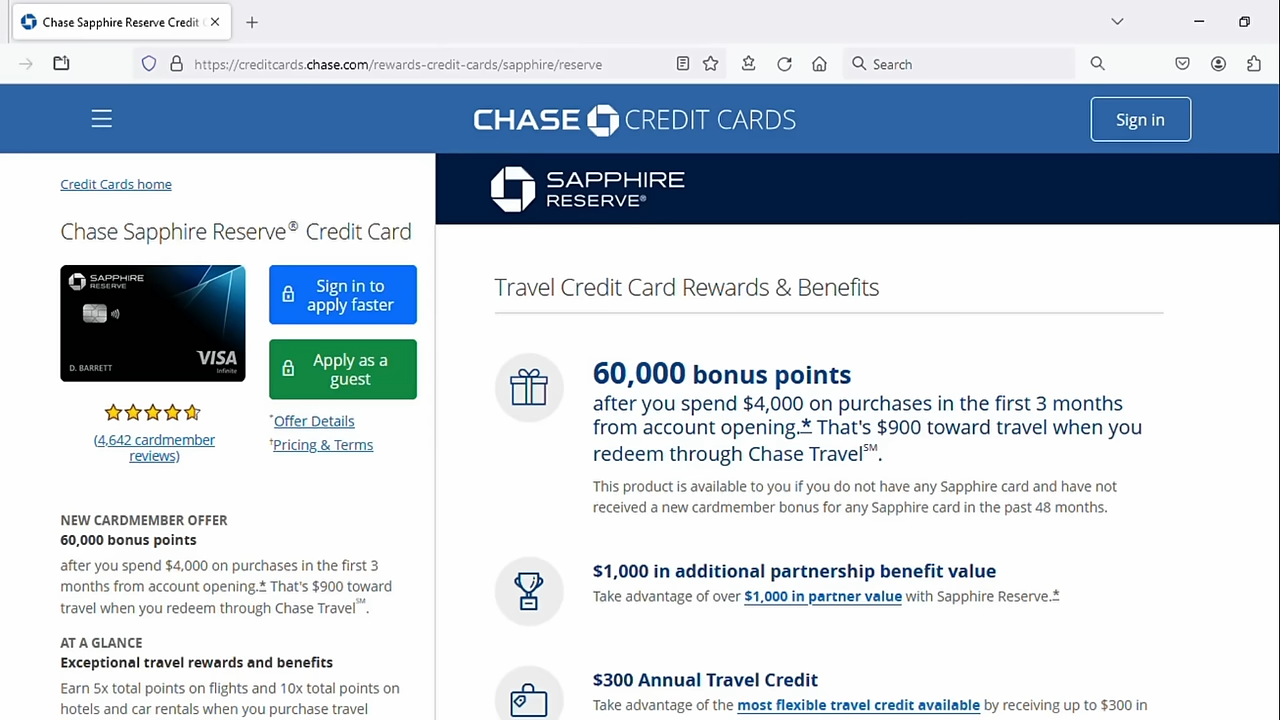 Chase Sapphire Reserve Credit
https://creditcards.chase.com/rewards-credit-cards/sapphire/reserve
Search
CHASE CREDIT CARDS
Sign in
Credit Cards home
Chase Sapphire Reserve® Credit Card
SAPPHIRE
RESERVE
D. BARRETT
VISA
Infinite
Sign in to
apply faster
Apply as a
guest
(4,642 cardmember
reviews)
*Offer Details
†Pricing & Terms
NEW CARDMEMBER OFFER
60,000 bonus points
after you spend $4,000 on purchases in the first 3
months from account opening.* That's $900 toward
travel when you redeem through Chase Travel℠.
AT A GLANCE
Exceptional travel rewards and benefits
Earn 5x total points on flights and 10x total points on
hotels and car rentals when you purchase travel
SAPPHIRE
RESERVE®
Travel Credit Card Rewards & Benefits
60,000 bonus points
after you spend $4,000 on purchases in the first 3 months
from account opening.* That's $900 toward travel when you
redeem through Chase Travel℠.
This product is available to you if you do not have any Sapphire card and have not
received a new cardmember bonus for any Sapphire card in the past 48 months.
$1,000 in additional partnership benefit value
Take advantage of over $1,000 in partner value with Sapphire Reserve.*
$300 Annual Travel Credit
Take advantage of the most flexible travel credit available by receiving up to $300 in